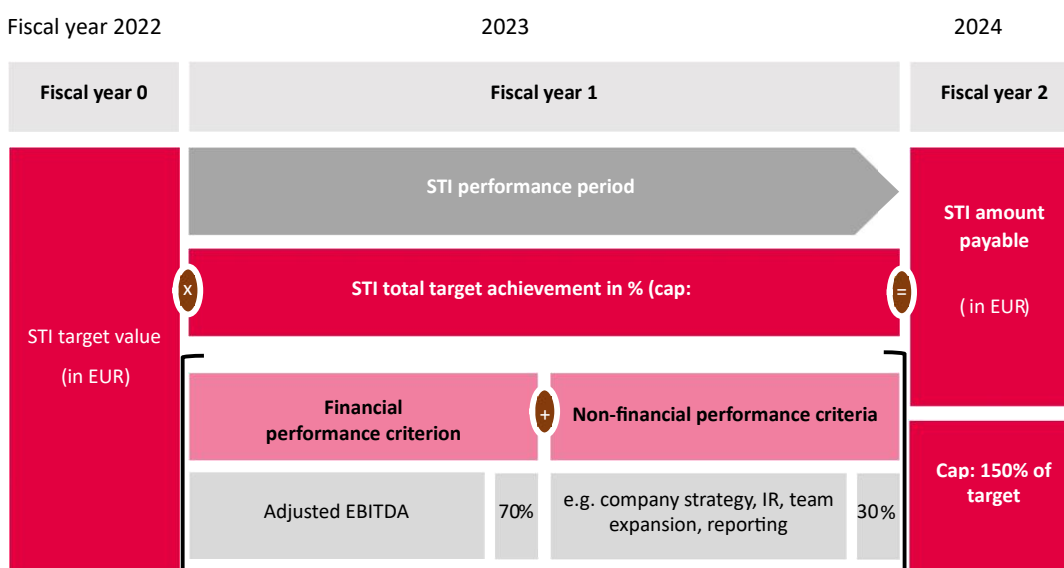 Fiscal year 2022
2023
2024
Fiscal year 0
Fiscal year 1
Fiscal year 2
STI performance period
STI amount
payable
( in EUR)
x
STI total target achievement in % (cap:
=
STI target value
(in EUR)
Financial
performance criterion
+
Non-financial performance criteria
Adjusted EBITDA
70%
e.g. company strategy, IR, team
expansion, reporting
30%
Cap: 150% of
target